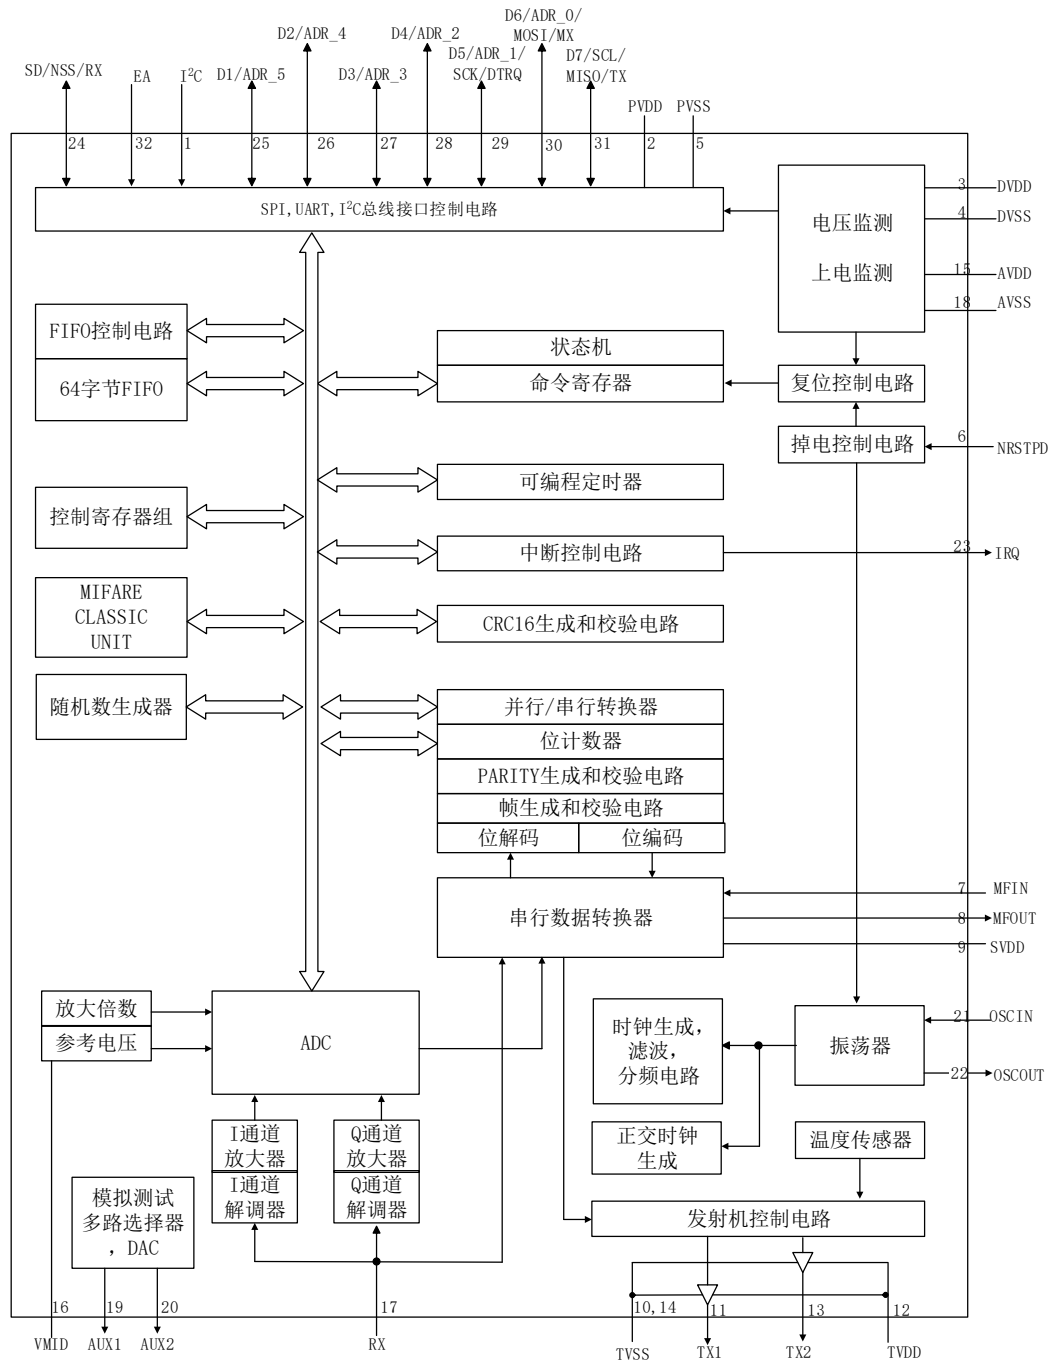 D6/ADR_0/
MOSI/MX
D2/ADR_4
D4/ADR_2
D5/ADR_1/
SCK/DTRQ
D7/SCL/
MISO/TX
SD/NSS/RX
EA
I²C
D1/ADR_5
D3/ADR_3
PVDD
PVSS
24
32
1
25
26
27
28
29
30
31
2
5
SPI,UART,I²C总线接口控制电路
电压监测
上电监测
3
DVDD
4
DVSS
15
AVDD
18
AVSS
FIFO控制电路
64字节FIFO
状态机
命令寄存器
复位控制电路
掉电控制电路
6
NRSTPD
可编程定时器
控制寄存器组
中断控制电路
23
IRQ
MIFARE
CLASSIC
UNIT
CRC16生成和校验电路
随机数生成器
并行/串行转换器
位计数器
PARITY生成和校验电路
帧生成和校验电路
位解码
位编码
串行数据转换器
7
MFIN
8
MFOUT
9
SVDD
放大倍数
参考电压
ADC
时钟生成，
滤波，
分频电路
振荡器
21
OSCIN
22
OSCOUT
I通道
放大器
I通道
解调器
Q通道
放大器
Q通道
解调器
正交时钟
生成
温度传感器
模拟测试
多路选择器
，DAC
发射机控制电路
16
19
20
17
10,14
11
13
12
VMID
AUX1
AUX2
RX
TVSS
TX1
TX2
TVDD